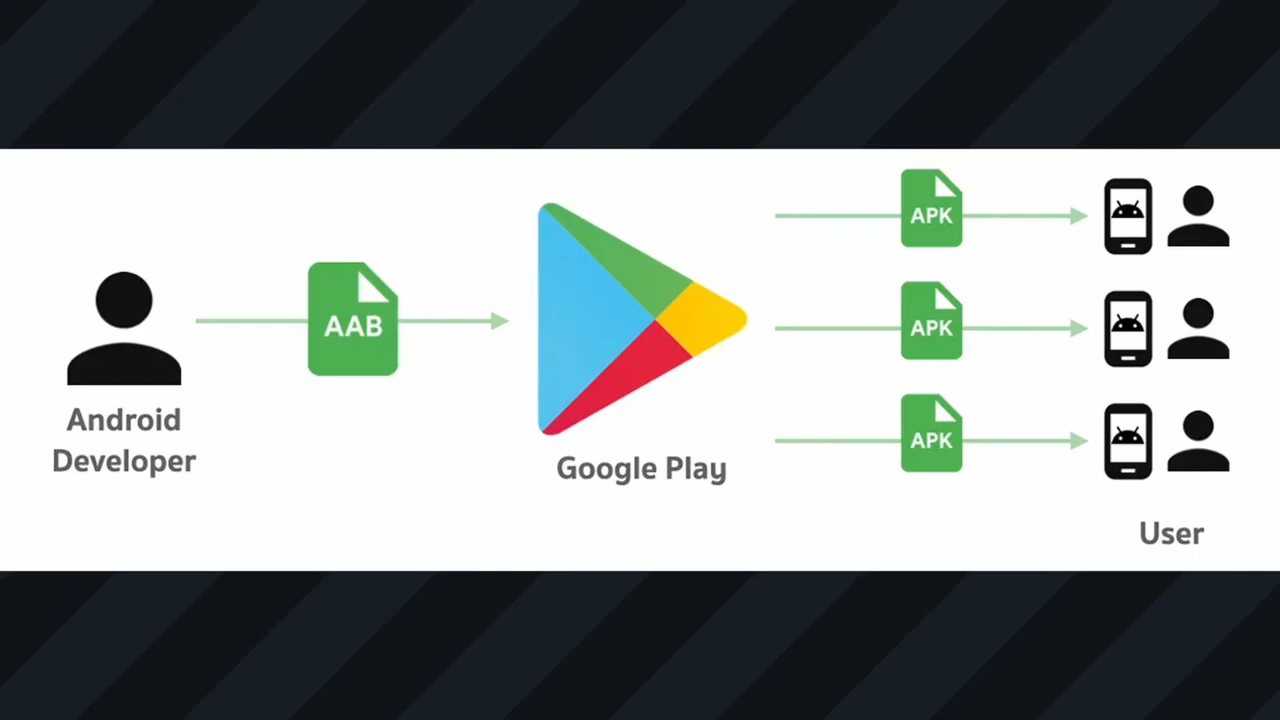 Android
Developer
AAB
Google Play
APK
APK
APK
User